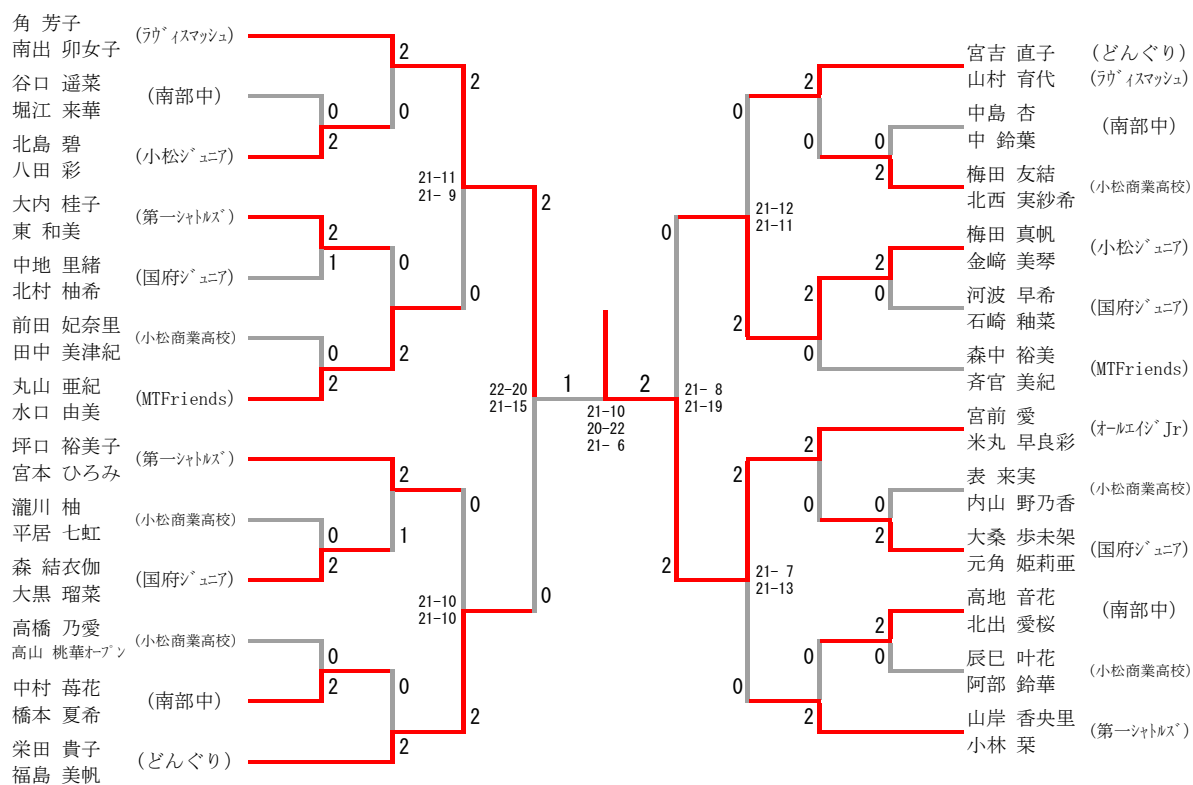 角 芳子
南出 卯女子
(ラヴィスマッシュ)
谷口 遥菜
堀江 来華
(南部中)
北島 碧
八田 彩
(小松ジュニア)
大内 桂子
東 和美
(第一シャトルズ)
中地 里緒
北村 柚希
(国府ジュニア)
前田 妃奈里
田中 美津紀
(小松商業高校)
丸山 亜紀
水口 由美
(MTFriends)
坪口 裕美子
宮本 ひろみ
(第一シャトルズ)
瀧川 柚
平居 七虹
(小松商業高校)
森 結衣伽
大黒 瑠菜
(国府ジュニア)
高橋 乃愛
高山 桃華オープン
(小松商業高校)
中村 苺花
橋本 夏希
(南部中)
栄田 貴子
福島 美帆
(どんぐり)
2
0
0
2
2
1
0
2
0
2
2
0
21-11
21- 9
2
1
0
2
0
2
0
2
0
2
21-10
21-10
2
0
22-20
21-15
1
2
21-10
20-22
21- 6
0
2
21- 8
21-19
0
2
21-12
21-11
2
0
0
2
2
0
2
0
2
0
21- 7
21-13
2
0
0
2
0
2
2
0
宮吉 直子
山村 育代
(どんぐり)
(ラヴィスマッシュ)
中島 杏
中 鈴葉
(南部中)
梅田 友結
北西 実紗希
(小松商業高校)
梅田 真帆
金﨑 美琴
(小松ジュニア)
河波 早希
石崎 釉菜
(国府ジュニア)
森中 裕美
斉官 美紀
(MTFriends)
宮前 愛
米丸 早良彩
(オールエイジJr)
表 来実
内山 野乃香
(小松商業高校)
大桑 歩未架
元角 姫莉亜
(国府ジュニア)
高地 音花
北出 愛桜
(南部中)
辰巳 叶花
阿部 鈴華
(小松商業高校)
山岸 香央里
小林 栞
(第一シャトルズ)